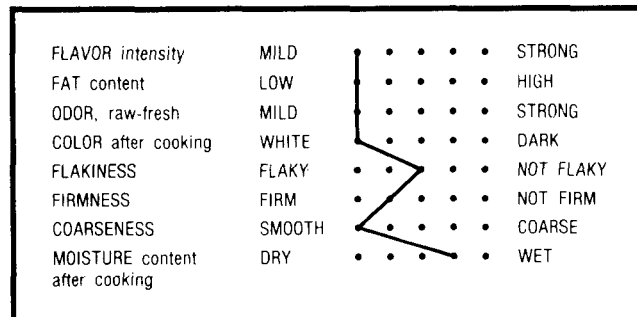 FLAVOR intensity MILD STRONG
FAT content LOW HIGH
ODOR, raw-fresh MILD STRONG
COLOR after cooking WHITE DARK
FLAKINESS FLAKY NOT FLAKY
FIRMNESS FIRM NOT FIRM
COARSENESS SMOOTH COARSE
MOISTURE content DRY WET
after cooking